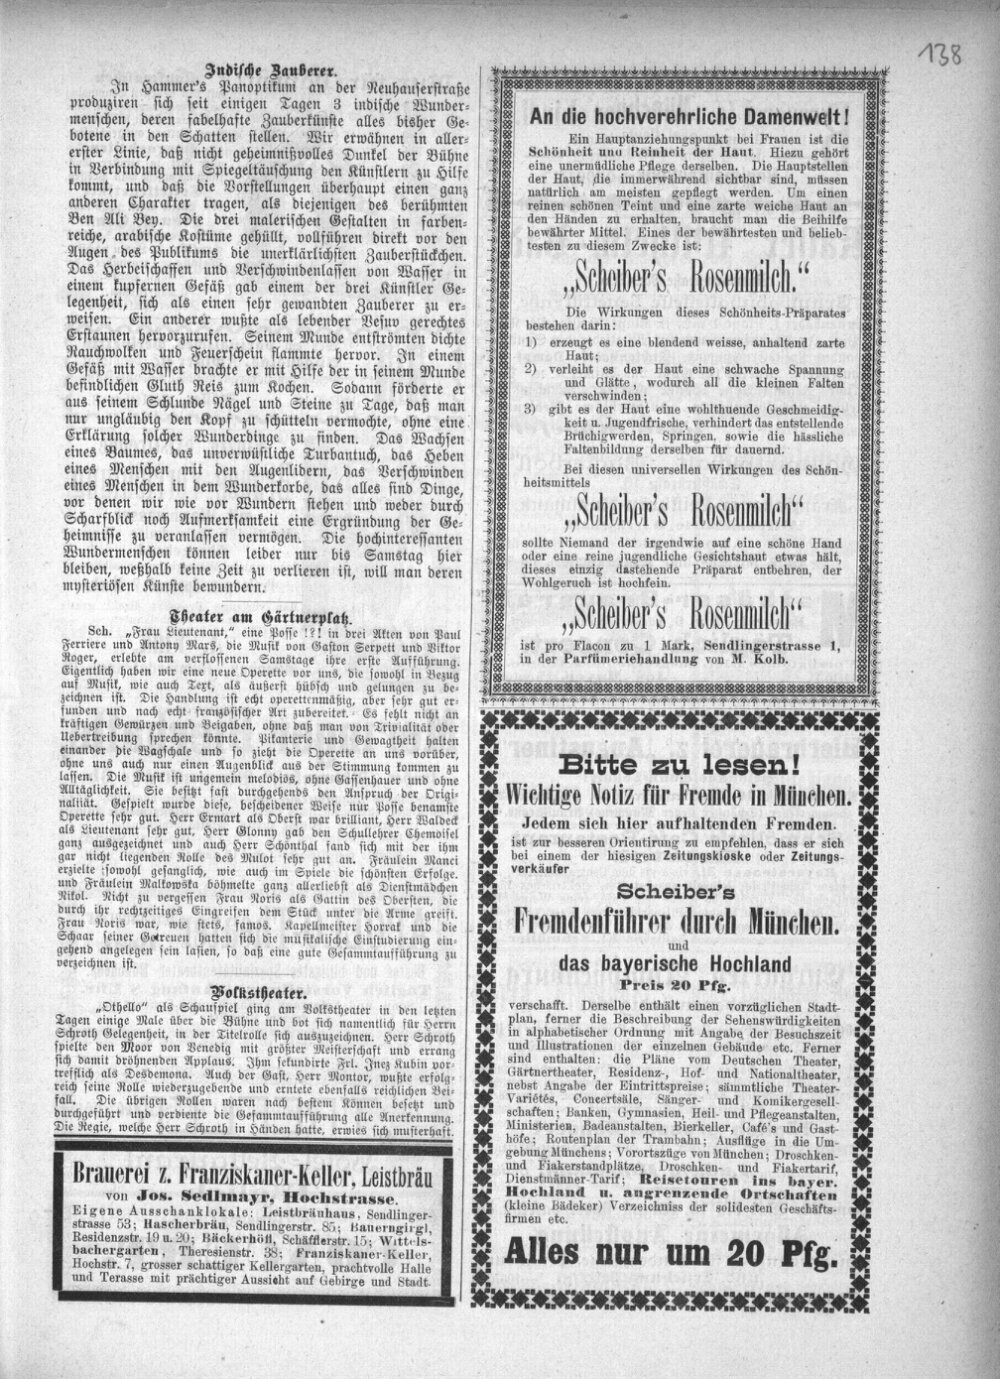 138
Indische Zauberer.
In Hammer's Panoptikum an der Neuhauserstraße
produziren sich seit einigen Tagen 3 indische Wunder-
menschen, deren fabelhafte Zauberkünste alles bisher Ge-
botene in den Schatten stellen. Wir erwähnen in aller-
erster Linie, daß nicht geheimnißvolles Dunkel der Bühne
in Verbindung mit Spiegeltäuschung den Künstlern zu Hilfe
kommt, und daß die Vorstellungen überhaupt einen ganz
anderen Charakter tragen, als diejenigen des berühmten
Ben Ali Bey. Die drei malerischen Gestalten in farben-
reiche, arabische Kostüme gehüllt, vollführen direkt vor den
Augen des Publikums die unerklärlichsten Zauberstückchen.
Das Herbeischaffen und Verschwindenlassen von Wasser in
einem kupfernen Gefäß gab einem der drei Künstler Ge-
legenheit, sich als einen sehr gewandten Zauberer zu er-
weisen. Ein anderer wußte als lebender Vesuv gerechtes
Erstaunen hervorzurufen. Seinem Munde entströmten dichte
Rauchwolken und Feuerschein flammte hervor. In einem
Gefäß mit Wasser brachte er mit Hilfe der in seinem Munde
befindlichen Gluth Reis zum Kochen. Sodann förderte er
aus seinem Schlunde Nägel und Steine zu Tage, daß man
nur ungläubig den Kopf zu schütteln vermochte, ohne eine
Erklärung solcher Wunderdinge zu finden. Das Wachsen
eines Baumes, das unverwüstliche Turbantuch, das Heben
eines Menschen mit den Augenlidern, das Verschwinden
eines Menschen in dem Wunderkorbe, das alles sind Dinge,
vor denen wir wie vor Wundern stehen und weder durch
Scharfblick noch Aufmerksamkeit eine Ergründung der Ge-
heimnisse zu veranlassen vermögen. Die hochinteressanten
Wundermenschen können leider nur bis Samstag hier
bleiben, weßhalb keine Zeit zu verlieren ist, will man deren
mysteriösen Künste bewundern.
Theater am Gärtnerplatz.
Sch. „Frau Lieutenant,“ eine Posse !?! in drei Akten von Paul
Ferriere und Antony Mars, die Musik von Gaston Serpett und Viktor
Roger, erlebte am verflossenen Samstage ihre erste Aufführung.
Eigentlich haben wir eine neue Operette vor uns, die sowohl in Bezug
auf Musik, wie auch Text, als äußerst hübsch und gelungen zu be-
zeichnen ist. Die Handlung ist echt operettenmäßig, aber sehr gut er-
funden und nach echt französischer Art zubereitet. Es fehlt nicht an
kräftigen Gewürzen und Beigaben, ohne daß man von Trivialität oder
Uebertreibung sprechen könnte. Pikanterie und Gewagtheit halten
einander die Wagschale und so zieht die Operette an uns vorüber,
ohne uns auch nur einen Augenblick aus der Stimmung kommen zu
lassen. Die Musik ist ungemein melodiös, ohne Gassenhauer und ohne
Alltäglichkeit. Sie besitzt fast durchgehends den Anspruch der Origi-
nalität. Gespielt wurde diese, bescheidener Weise nur Posse benamste
Operette sehr gut. Herr Ermart als Oberst war brilliant, Herr Waldeck
als Lieutenant sehr gut, Herr Glonny gab den Schullehrer Chemoisel
ganz ausgezeichnet und auch Herr Schönthal fand sich mit der ihm
gar nicht liegenden Rolle des Mulot sehr gut an. Fräulein Manci
erzielte sowohl gesanglich, wie auch im Spiele die schönsten Erfolge.
und Fräulein Malkowska böhmelte ganz allerliebst als Dienstmädchen
Nikol. Nicht zu vergessen Frau Noris als Gattin des Obersten, die
durch ihr rechtzeitiges Eingreifen dem Stück unter die Arme greift.
Frau Noris war, wie stets, famos. Kapellmeister Horrak und die
Schaar seiner Getreuen hatten sich die musikalische Einstudierung ein-
gehend angelegen sein lassen, so daß eine gute Gesammtaufführung zu
verzeichnen ist.
Volkstheater.
„Othello“ als Schauspiel ging am Volkstheater in den letzten
Tagen einige Male über die Bühne und bot sich namentlich für Herrn
Schroth Gelegenheit, in der Titelrolle sich auszuzeichnen. Herr Schroth
spielte den Moor von Venedig mit größter Meisterschaft und errang
sich damit dröhnenden Applaus. Ihm sekundirte Frl. Inez Kubin vor-
trefflich als Desdemona. Auch der Gast, Herr Montor, wußte erfolg-
reich seine Rolle wiederzugebende und erntete ebenfalls reichlichen Bei-
fall. Die übrigen Rollen waren nach bestem Können besetzt und
durchgeführt und verdiente die Gesammtaufführung alle Anerkennung.
Die Regie, welche Herr Schroth in Händen hatte, erwies sich musterhaft.
Brauerei z. Franziskaner-Keller, Leistbräu
von Jos. Sedlmayr, Hochstrasse.
Eigene Ausschanklokale: Leistbräuhaus, Sendlinger-
strasse 53; Hascherbräu, Sendlingerstr. 85; Bauerngirgl,
Residenzstr. 19 u. 20; Bäckerhöfl, Schäfflerstr. 15; Wittels-
bachergarten, Theresienstr. 38; Franziskaner-Keller,
Hochstr. 7, grosser schattiger Kellergarten, prachtvolle Halle
und Terasse mit prächtiger Aussicht auf Gebirge und Stadt.
An die hochverehrliche Damenwelt!
Ein Hauptanziehungspunkt bei Frauen ist die
Schönheit und Reinheit der Haut. Hiezu gehört
eine unermüdliche Pflege derselben. Die Hauptstellen
der Haut, die immerwährend sichtbar sind, müssen
natürlich am meisten gepflegt werden. Um einen
reinen schönen Teint und eine zarte weiche Haut an
den Händen zu erhalten, braucht man die Beihilfe
bewährter Mittel. Eines der bewährtesten und belieb-
testen zu diesem Zwecke ist:
„Scheiber's Rosenmilch.“
Die Wirkungen dieses Schönheits-Präparates
bestehen darin:
1) erzeugt es eine blendend weisse, anhaltend zarte
Haut;
2) verleiht es der Haut eine schwache Spannung
und Glätte, wodurch all die kleinen Falten
verschwinden;
3) gibt es der Haut eine wohlthuende Geschmeidig-
keit u. Jugendfrische, verhindert das entstellende
Brüchigwerden, Springen, sowie die hässliche
Faltenbildung derselben für dauernd.
Bei diesen universellen Wirkungen des Schön-
heitsmittels
„Scheiber's Rosenmilch“
sollte Niemand der irgendwie auf eine schöne Hand
oder eine reine jugendliche Gesichtshaut etwas hält,
dieses einzig dastehende Präparat entbehren, der
Wohlgeruch ist hochfein.
„Scheiber's Rosenmilch“
ist pro Flacon zu 1 Mark, Sendlingerstrasse 1,
in der Parfümeriehandlung von M. Kolb.
Bitte zu lesen!
Wichtige Notiz für Fremde in München.
Jedem sich hier aufhaltenden Fremden.
ist zur besseren Orientirung zu empfehlen, dass er sich
bei einem der hiesigen Zeitungskioske oder Zeitungs-
verkäufer
Scheiber's
Fremdenführer durch München.
und
das bayerische Hochland
Preis 20 Pfg.
verschafft. Derselbe enthält einen vorzüglichen Stadt-
plan, ferner die Beschreibung der Sehenswürdigkeiten
in alphabetischer Ordnung mit Angabe der Besuchszeit
und Illustrationen der einzelnen Gebäude etc. Ferner
sind enthalten: die Pläne vom Deutschen Theater,
Gärtnertheater, Residenz-, Hof- und Nationaltheater,
nebst Angabe der Eintrittspreise; sämmtliche Theater-
Variétés, Concertsäle, Sänger- und Komikergesell-
schaften; Banken, Gymnasien, Heil- und Pflegeanstalten,
Ministerien, Badeanstalten, Bierkeller, Café's und Gast-
höfe; Routenplan der Trambahn; Ausflüge in die Um-
gebung Münchens; Vorortszüge von München; Droschken-
und Fiakerstandplätze, Droschken- und Fiakertarif,
Dienstmänner-Tarif; Reisetouren ins bayer.
Hochland u. angrenzende Ortschaften
(kleine Bädeker) Verzeichniss der solidesten Geschäfts-
firmen etc.
Alles nur um 20 Pfg.